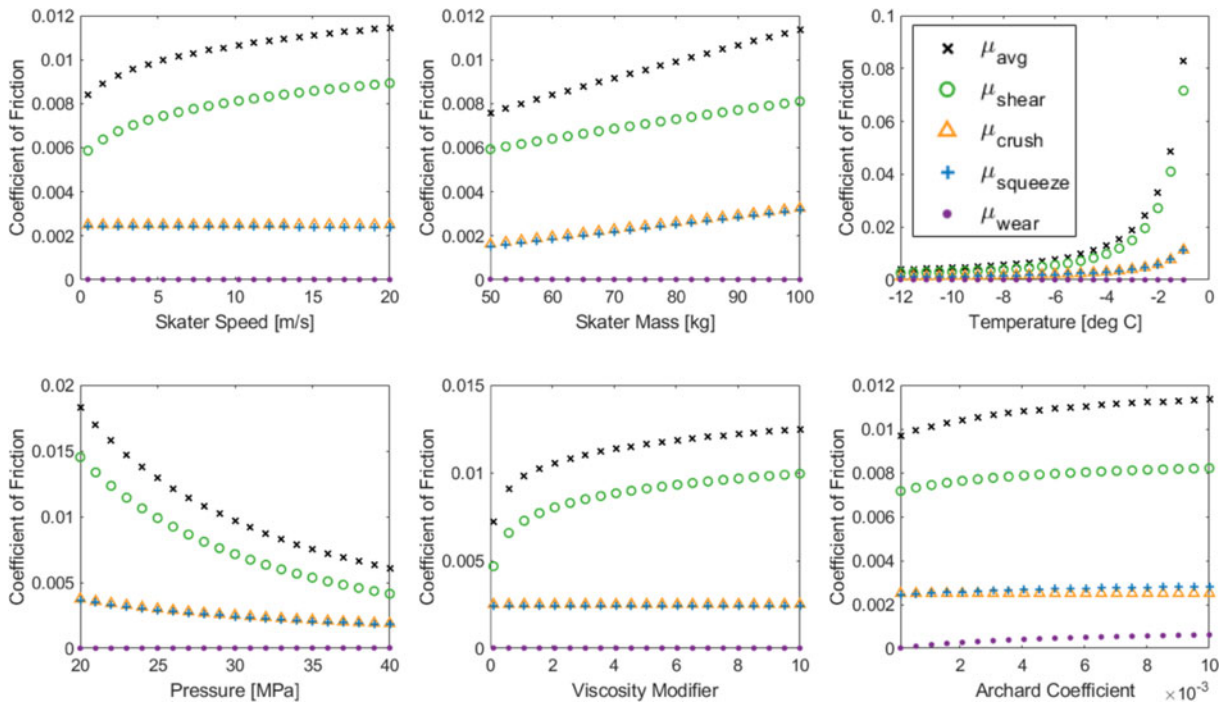 0.012
0.01
0.008
0.006
0.004
0.002
0
Coefficient of Friction
0 5 10 15 20
Skater Speed [m/s]
0.012
0.01
0.008
0.006
0.004
0.002
0
Coefficient of Friction
50 60 70 80 90 100
Skater Mass [kg]
0.1
0.08
0.06
0.04
0.02
0
Coefficient of Friction
-12 -10 -8 -6 -4 -2 0
Temperature [deg C]
μavg
μshear
μcrush
μsqueeze
μwear
0.02
0.015
0.01
0.005
0
Coefficient of Friction
20 25 30 35 40
Pressure [MPa]
0.015
0.01
0.005
0
Coefficient of Friction
0 2 4 6 8 10
Viscosity Modifier
0.012
0.01
0.008
0.006
0.004
0.002
0
Coefficient of Friction
2 4 6 8 10
Archard Coefficient ×10-3